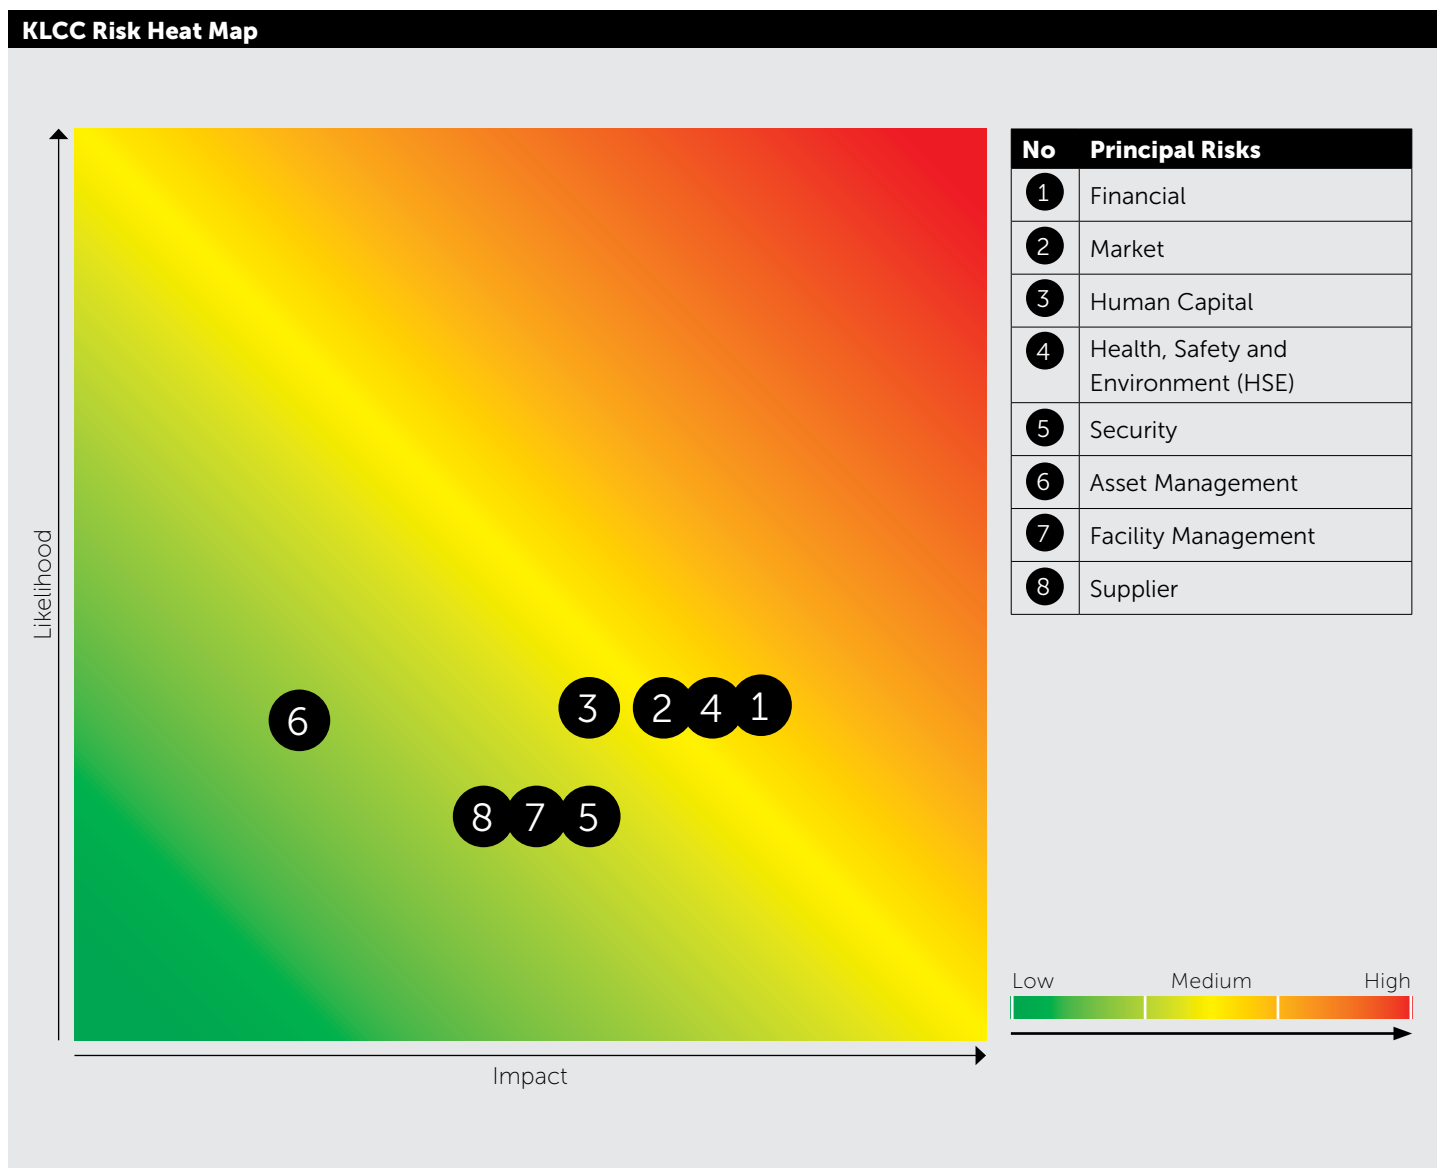 KLCC Risk Heat Map
No Principal Risks
1 Financial
2 Market
3 Human Capital
4 Health, Safety and
Environment (HSE)
5 Security
6 Asset Management
7 Facility Management
8 Supplier
Likelihood
3 2 4 1
6
8 7 5
Low Medium High
Impact